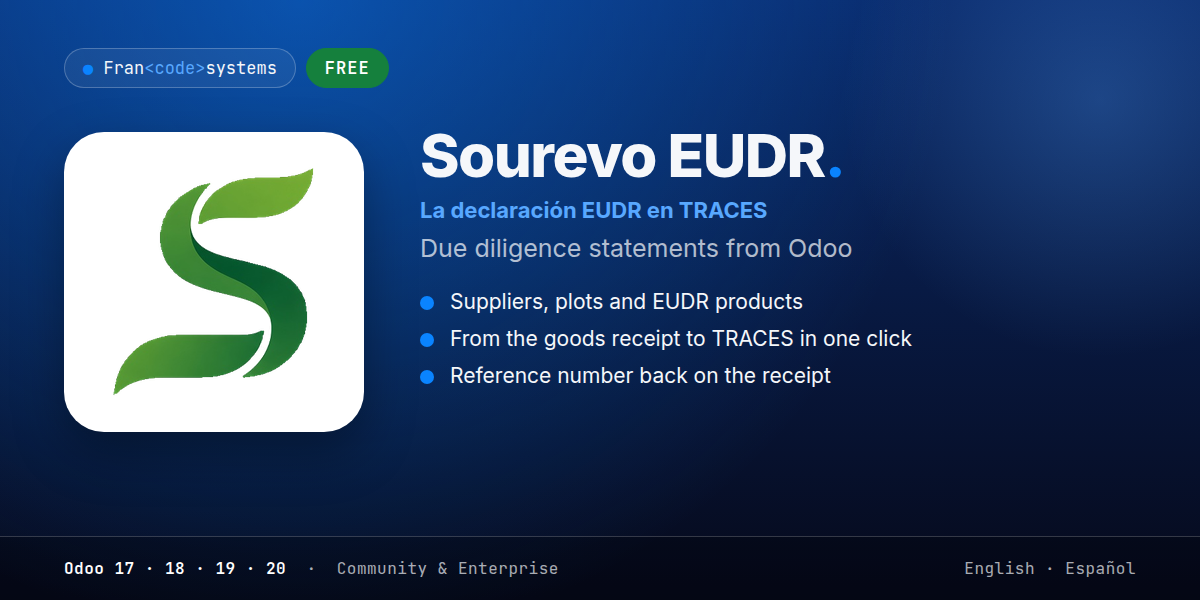 Fran<code>systems FREE
Sourevo EUDR.
La declaración EUDR en TRACES
Due diligence statements from Odoo
Suppliers, plots and EUDR products
From the goods receipt to TRACES in one click
Reference number back on the receipt
Odoo 17 · 18 · 19 · 20 · Community & Enterprise English · Español